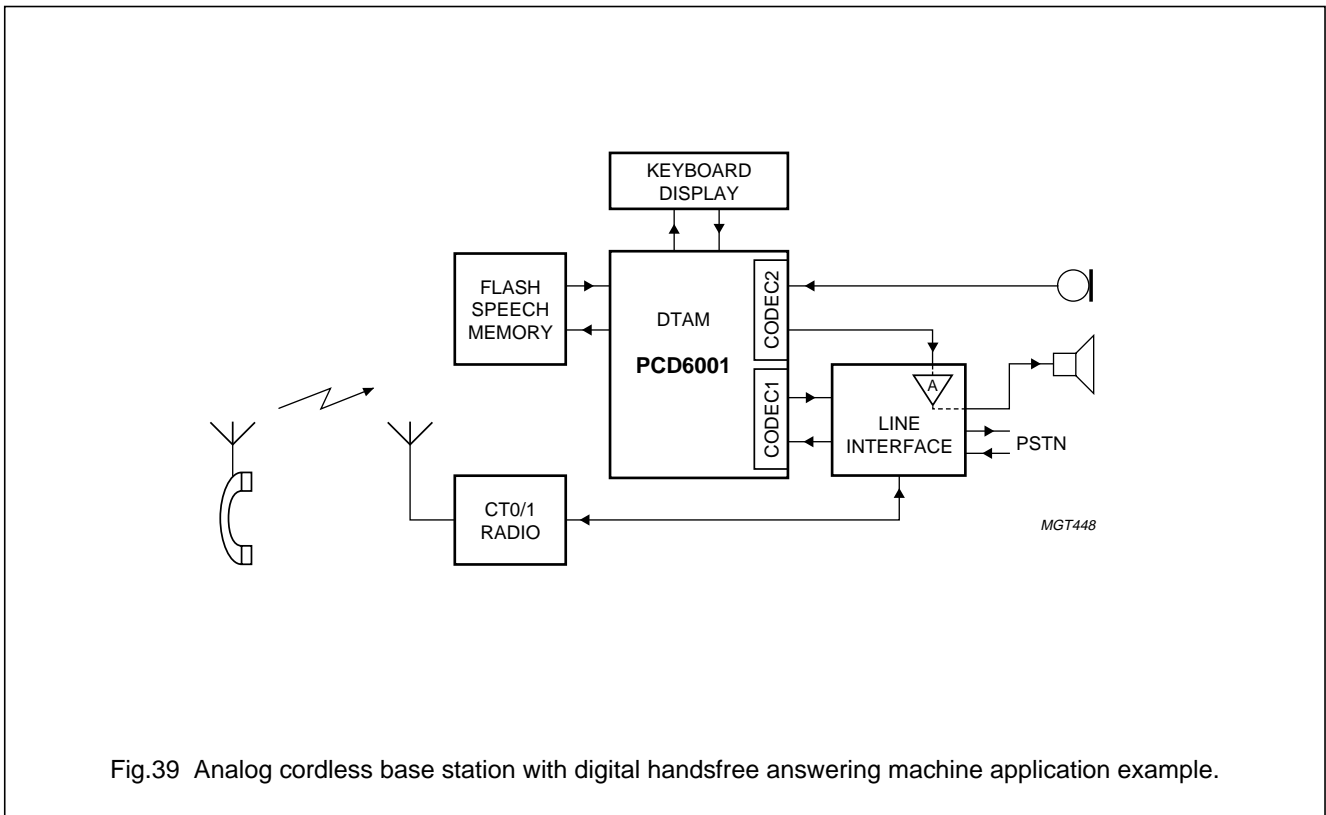 KEYBOARD
DISPLAY
FLASH
SPEECH
MEMORY
DTAM
PCD6001
CODEC2
CODEC1
A
LINE
INTERFACE
PSTN
CT0/1
RADIO
MGT448
Fig.39 Analog cordless base station with digital handsfree answering machine application example.